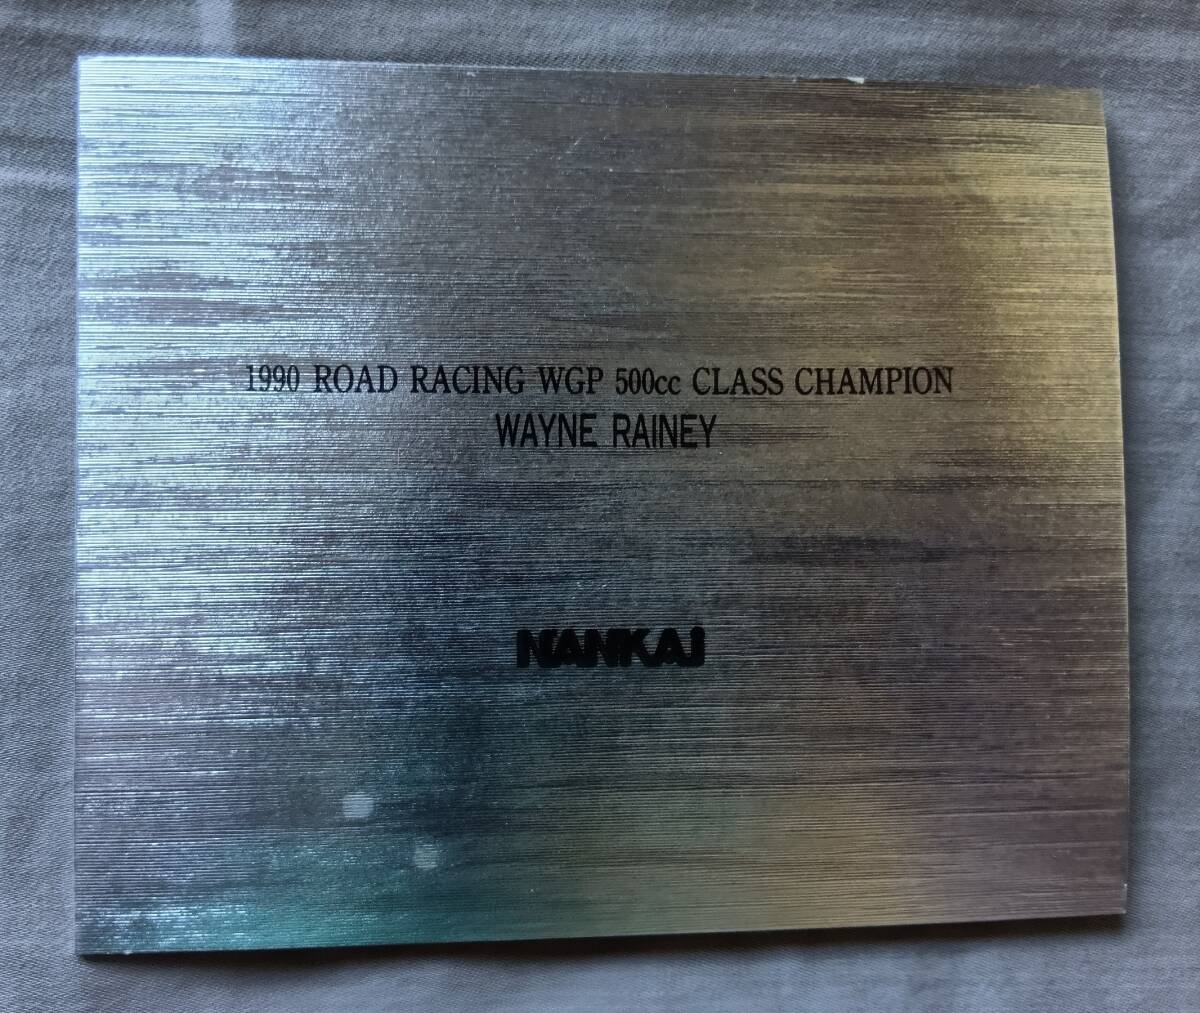 1990 ROAD RACING WGP 500cc CLASS CHAMPION
WAYNE RAINEY
NANKAi